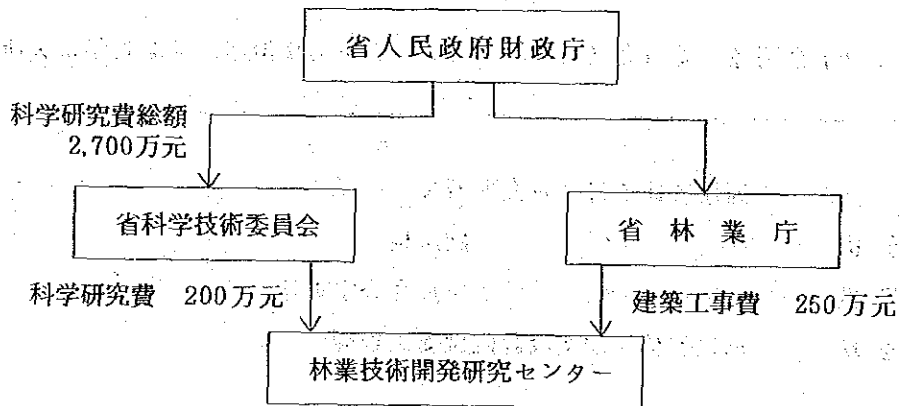 省人民政府財政庁
科学研究費総額
2,700万元
省科学技術委員会
省林業庁
科学研究費 200万元
建築工事費 250万元
林業技術開発研究センター